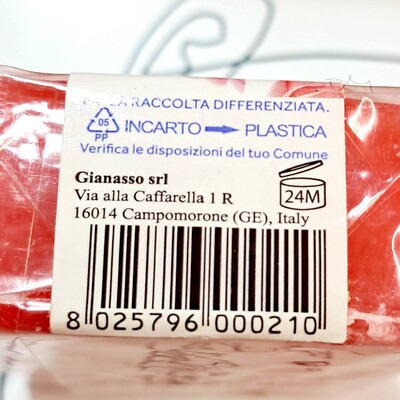 LA RACCOLTA DIFFERENZIATA.
05
PP
INCARTO PLASTICA
Verifica le disposizioni del tuo Comune
Gianasso srl
Via alla Caffarella 1 R
16014 Campomorone (GE), Italy
24M
8 025796 000210